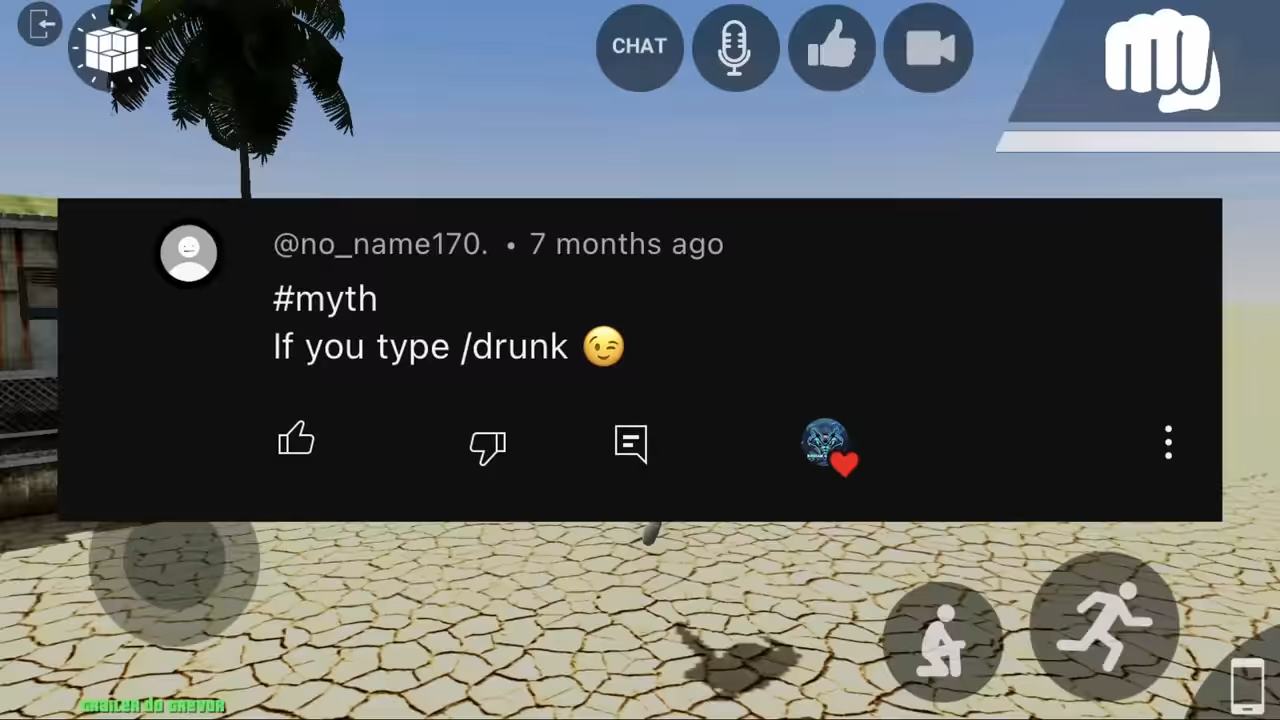 CHAT
@no_name170. • 7 months ago
#myth
If you type /drunk 😉